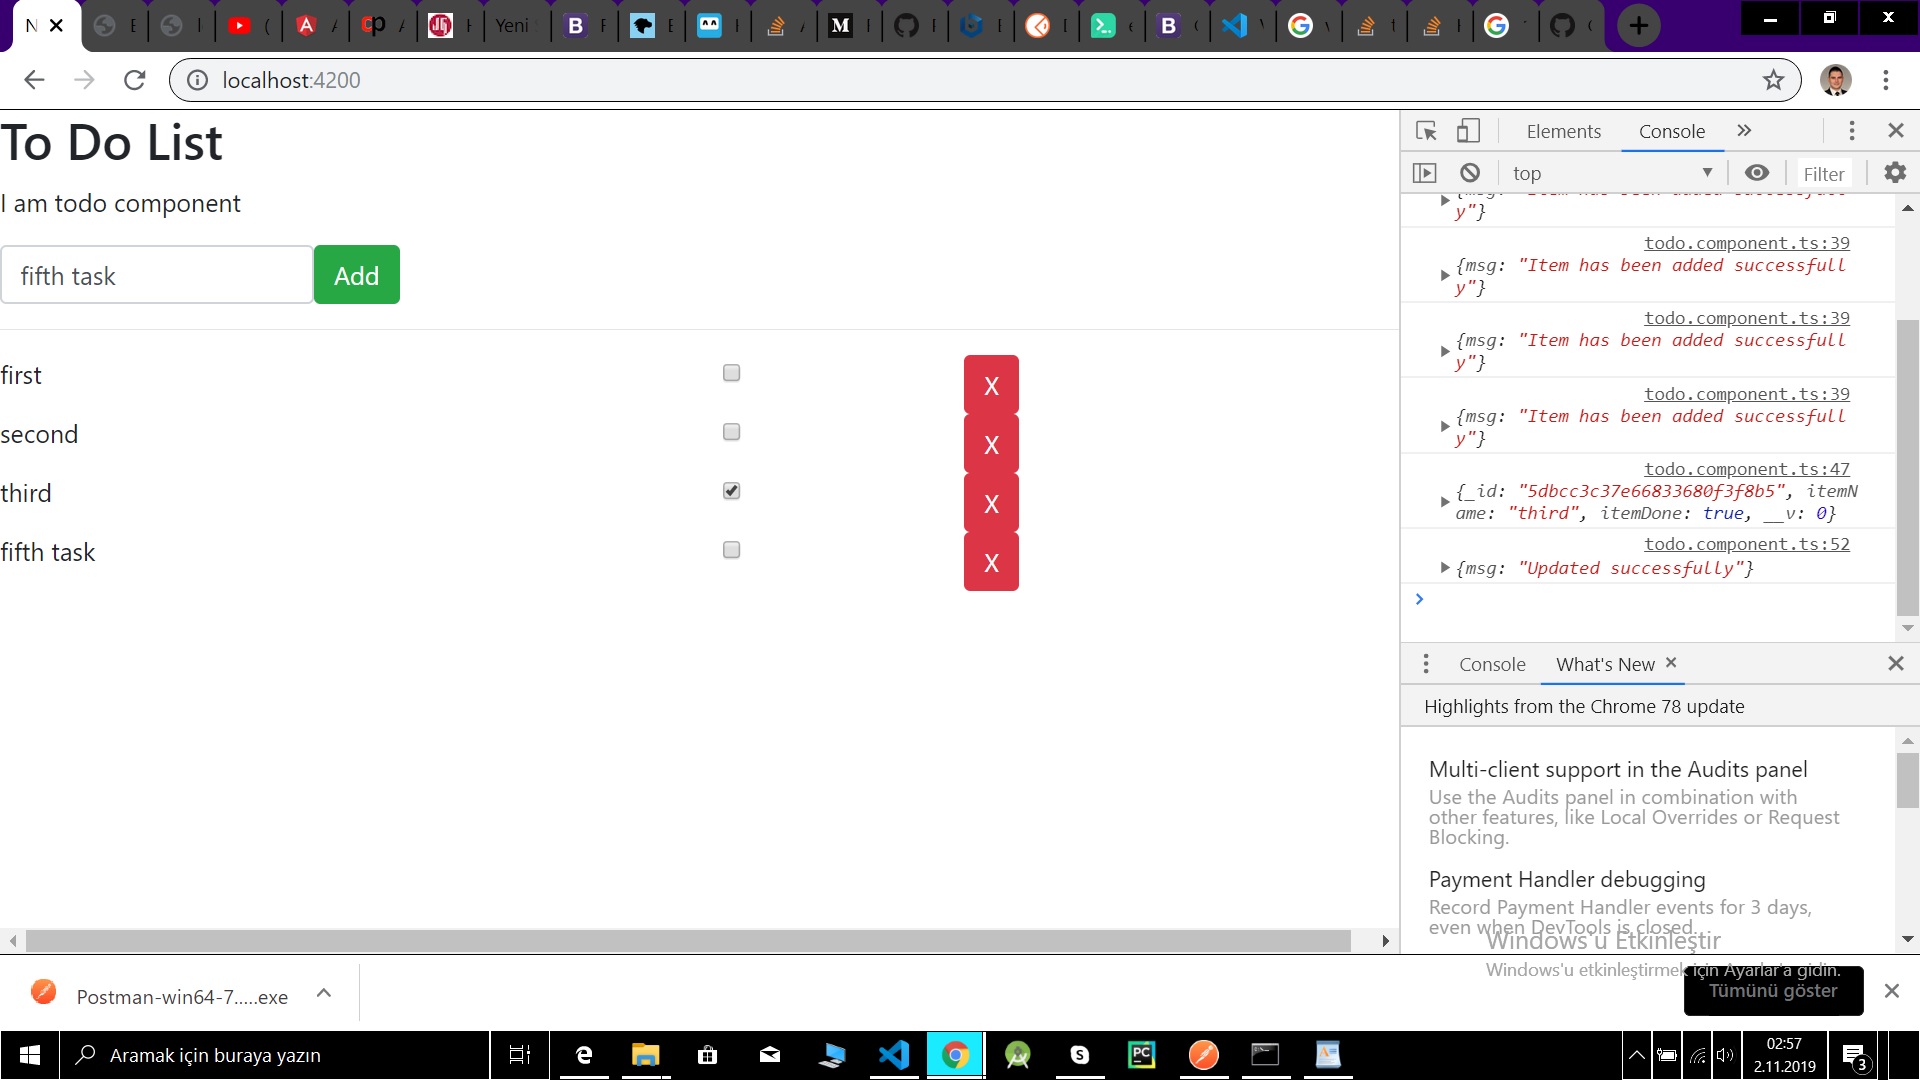 Yeni
localhost:4200
To Do List
I am todo component
fifth task
Add
first
X
second
X
third
X
fifth task
X
Elements
Console
top
Filter
y"}
todo.component.ts:39
{msg: "Item has been added successfull
y"}
todo.component.ts:39
{msg: "Item has been added successfull
y"}
todo.component.ts:39
{msg: "Item has been added successfull
y"}
todo.component.ts:47
{_id: "5dbcc3c37e66833680f3f8b5", itemN
ame: "third", itemDone: true, __v: 0}
todo.component.ts:52
{msg: "Updated successfully"}
Console
What's New
Highlights from the Chrome 78 update
Multi-client support in the Audits panel
Use the Audits panel in combination with
other features, like Local Overrides or Request
Blocking.
Payment Handler debugging
Record Payment Handler events for 3 days,
even when DevTools is closed.
Windows'u Etkinleştir
Windows'u etkinleştirmek için Ayarlar'a gidin.
Postman-win64-7.....exe
Tümünü göster
Aramak için buraya yazın
02:57
2.11.2019
3